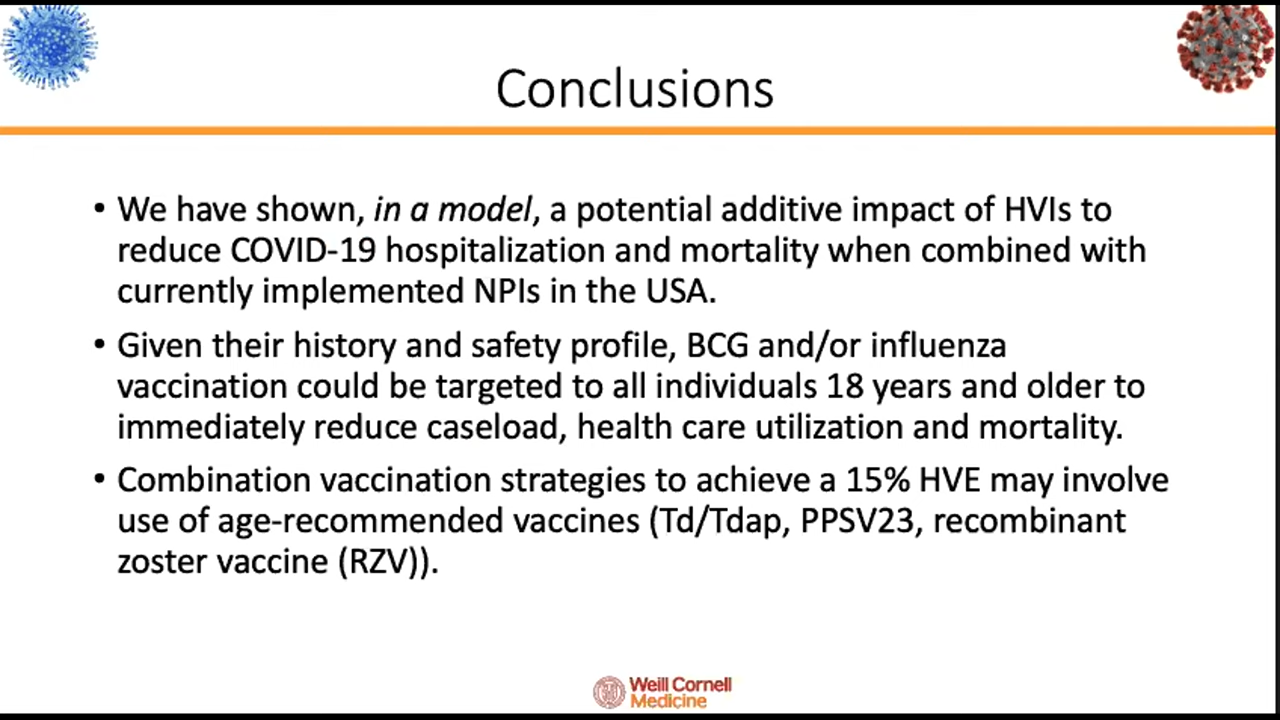 Conclusions
• We have shown, in a model, a potential additive impact of HVIs to
reduce COVID-19 hospitalization and mortality when combined with
currently implemented NPIs in the USA.
• Given their history and safety profile, BCG and/or influenza
vaccination could be targeted to all individuals 18 years and older to
immediately reduce caseload, health care utilization and mortality.
• Combination vaccination strategies to achieve a 15% HVE may involve
use of age-recommended vaccines (Td/Tdap, PPSV23, recombinant
zoster vaccine (RZV)).
Weill Cornell
Medicine